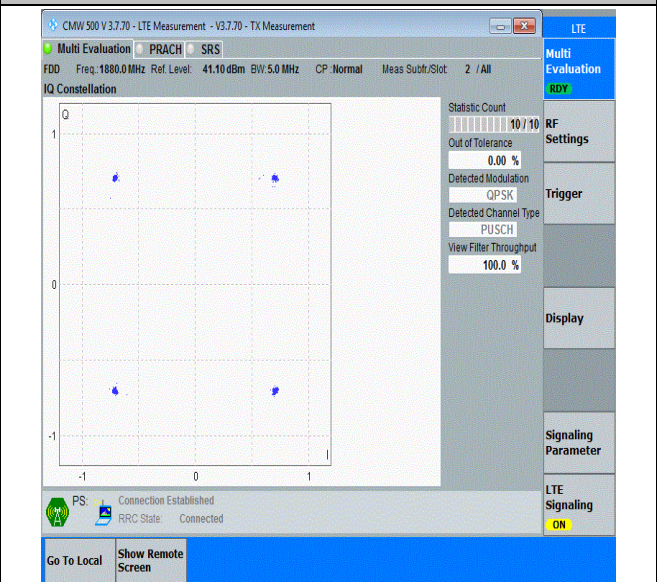 CMW 500 V 3.7.70 - LTE Measurement - V3.7.70 - TX Measurement
LTE
Multi Evaluation PRACH SRS
Multi
Evaluation
RDY
FDD Freq.:1880.0 MHz Ref. Level: 41.10 dBm BW: 5.0 MHz CP :Normal Meas Subfr./Slot: 2 / All
IQ Constellation
Q
1
0
-1
I
-1 0 1
Statistic Count
10 / 10
Out of Tolerance
0.00 %
Detected Modulation
QPSK
Detected Channel Type
PUSCH
View Filter Throughput
100.0 %
RF
Settings
Trigger
Display
Signaling
Parameter
LTE
Signaling
ON
PS: Connection Established
RRC State: Connected
Go To Local
Show Remote
Screen